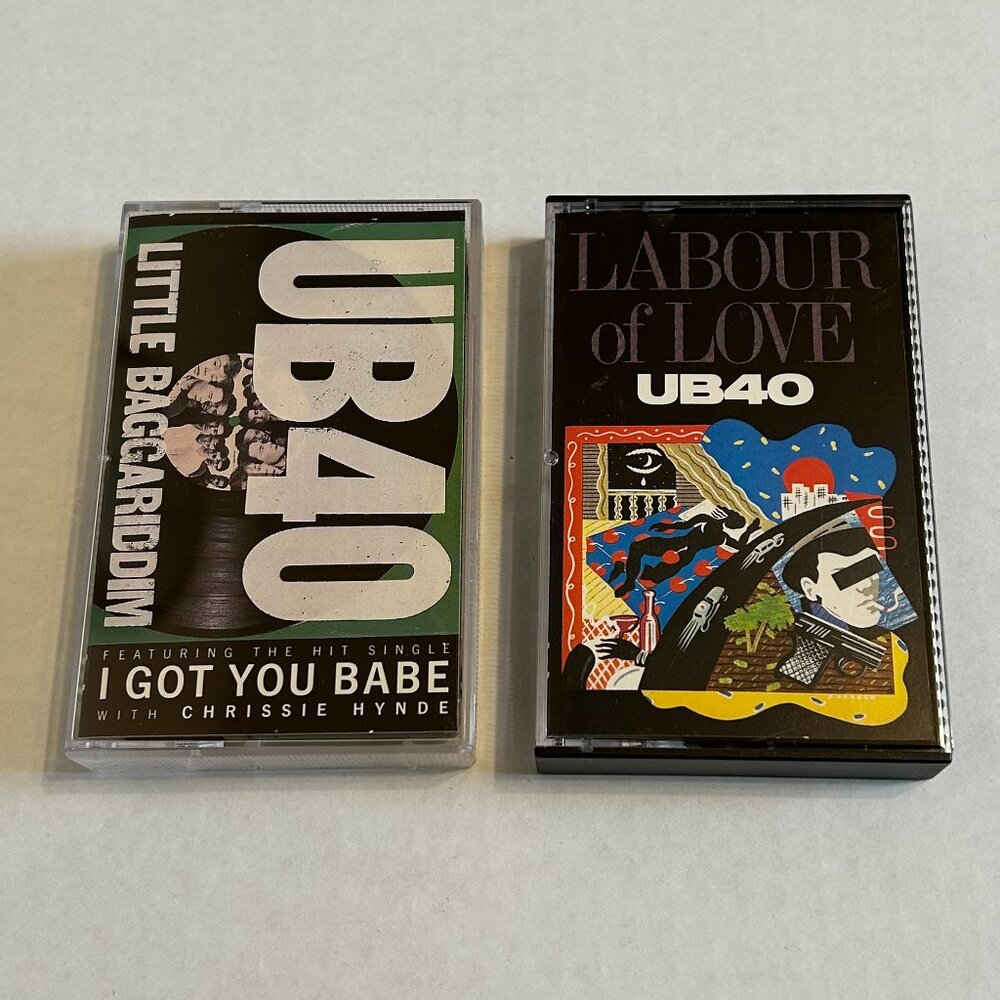 UB40
LITTLE BAGGARIDDIM
FEATURING THE HIT SINGLE
I GOT YOU BABE
WITH CHRISSIE HYNDE
LABOUR
of LOVE
UB40